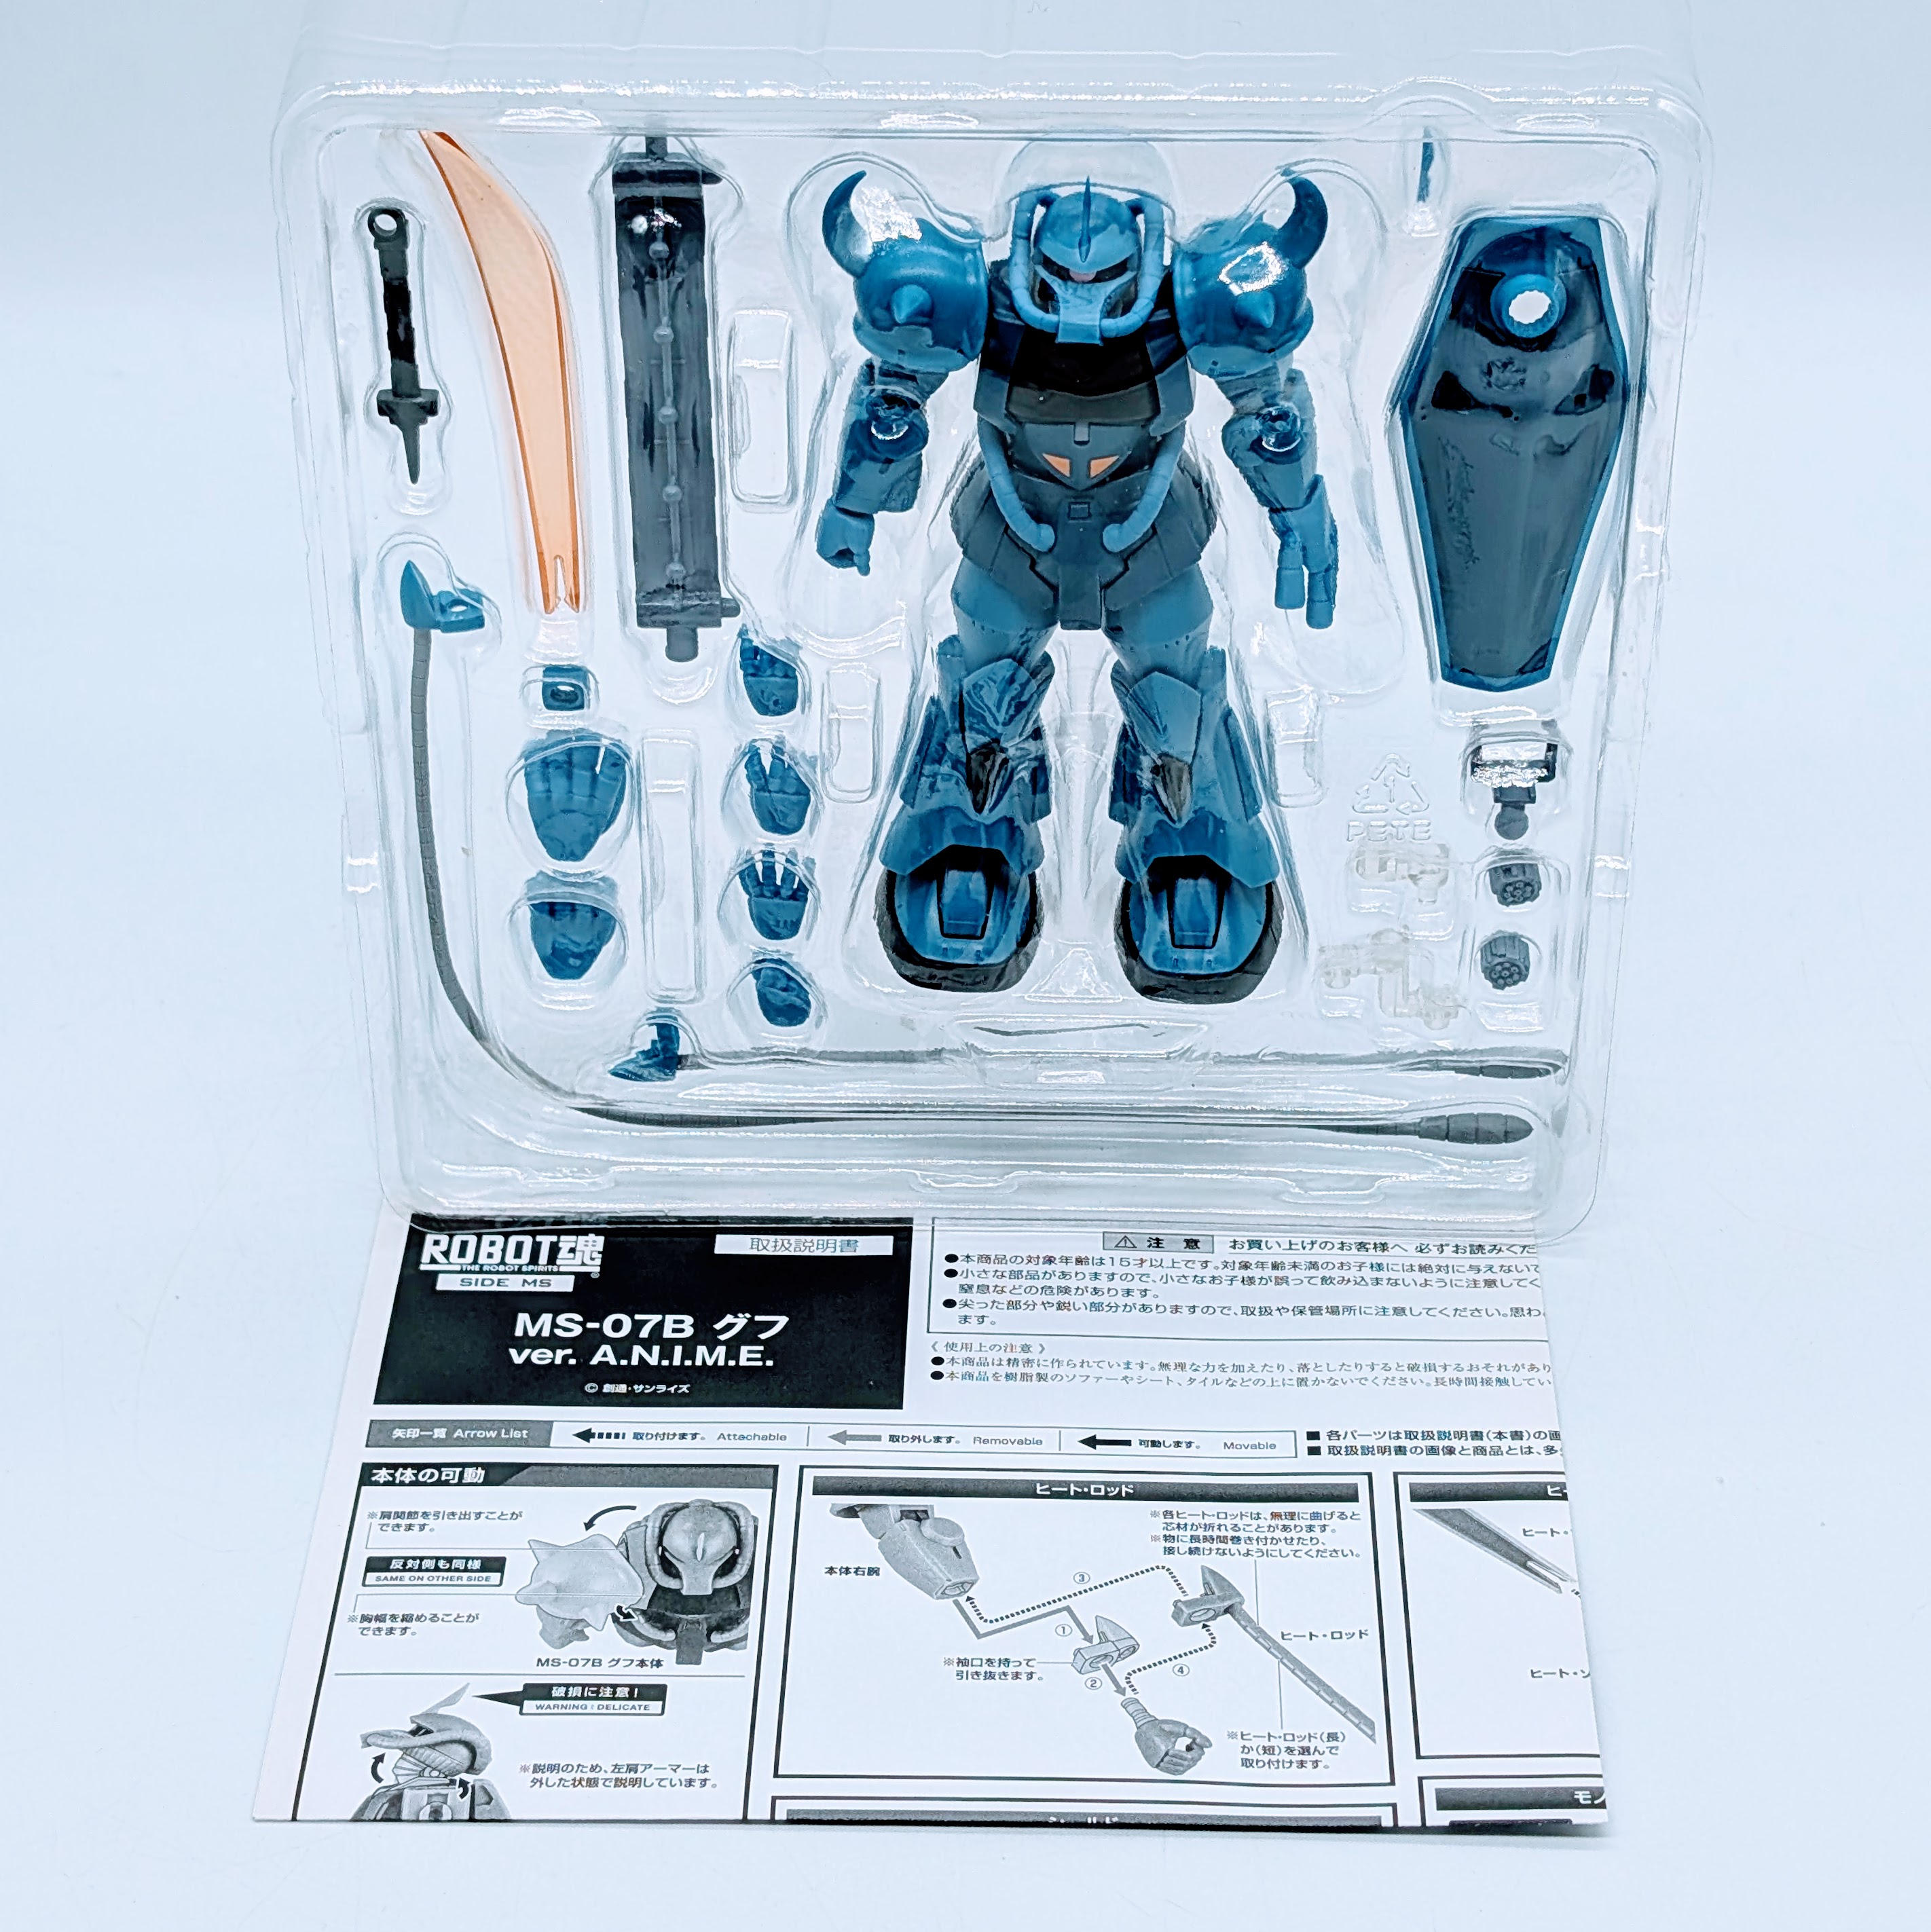 PETE
ROBOT魂
THE ROBOT SPIRITS
SIDE MS
取扱説明書
MS-07B グフ
ver. A.N.I.M.E.
© 創通・サンライズ
注 意 お買い上げのお客様へ 必ずお読みくだ
●本商品の対象年齢は15才以上です。対象年齢未満のお子様には絶対に与えないで
●小さな部品がありますので、小さなお子様が誤って飲み込まないように注意してく
窒息などの危険があります。
●尖った部分や鋭い部分がありますので、取扱や保管場所に注意してください。思わ
ます。
《 使用上の注意 》
●本商品は精密に作られています。無理な力を加えたり、落としたりすると破損するおそれがあり
●本商品を樹脂製のソファーやシート、タイルなどの上に置かないでください。長時間接触してい
矢印一覧 Arrow List
取り付けます。 Attachable
取り外します。 Removable
可動します。 Movable
■ 各パーツは取扱説明書(本書)の画
■ 取扱説明書の画像と商品とは、多
本体の可動
※肩関節を引き出すことが
できます。
反対側も同様
SAME ON OTHER SIDE
※胸幅を縮めることが
できます。
MS-07B グフ本体
破損に注意!
WARNING : DELICATE
※説明のため、左肩アーマーは
外した状態で説明しています。
ヒート・ロッド
※各ヒート・ロッドは、無理に曲げると
芯材が折れることがあります。
※物に長時間巻き付かせたり、
接し続けないようにしてください。
本体右腕
③
①
※袖口を持って
引き抜きます。
②
④
ヒート・ロッド
※ヒート・ロッド(長)
か(短)を選んで
取り付けます。
ヒー
ヒート・
ヒート・ソ
シールド
モノ